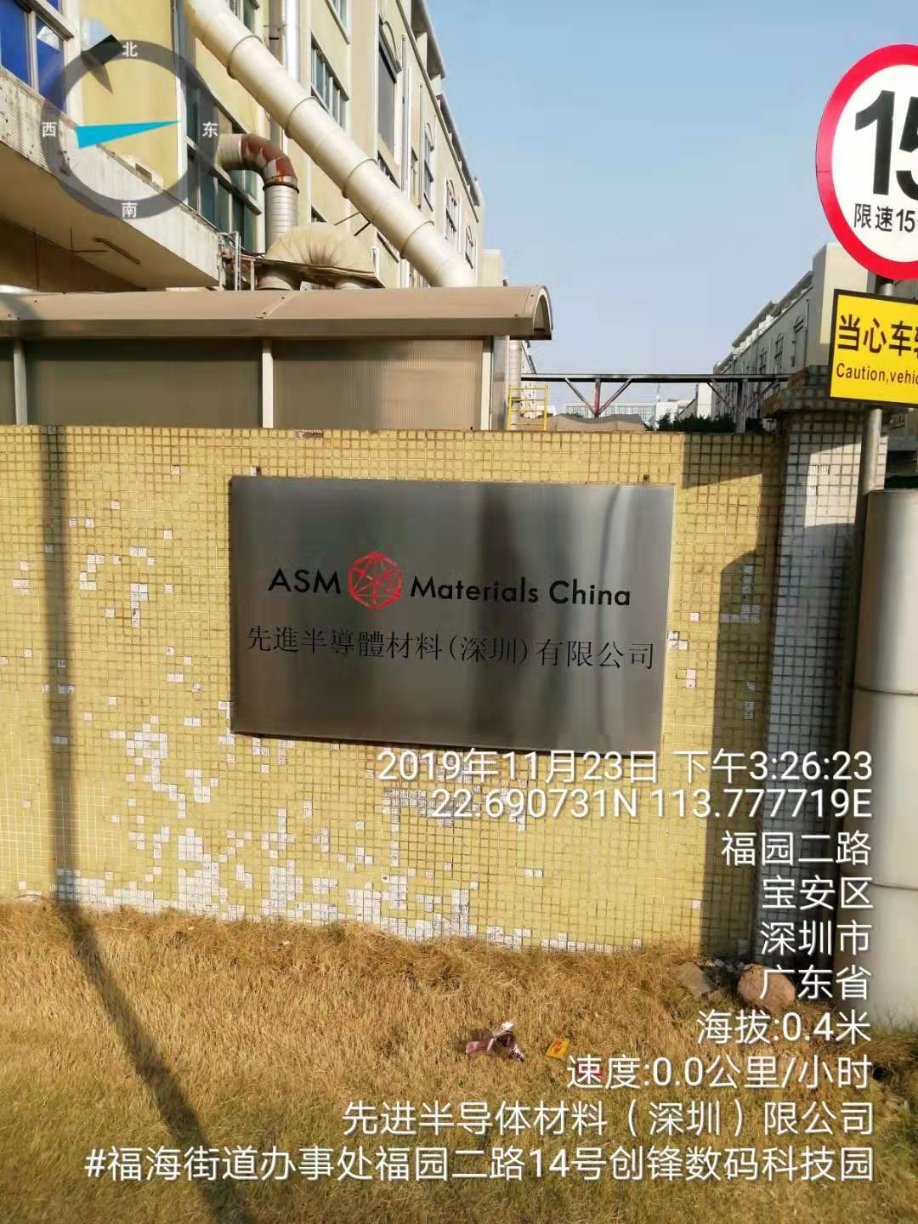 北
西
东
南
15
限速15
当心车
Caution,vehi
ASM Materials China
先進半導體材料(深圳)有限公司
2019年11月23日 下午3:26:23
22.690731N 113.777719E
福园二路
宝安区
深圳市
广东省
海拔:0.4米
速度:0.0公里/小时
先进半导体材料（深圳）限公司
#福海街道办事处福园二路14号创锋数码科技园